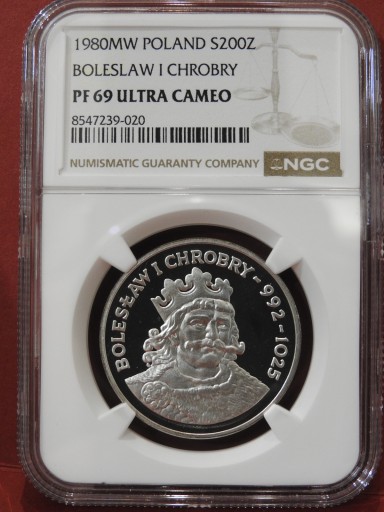 1980MW POLAND S200Z
BOLESLAW I CHROBRY
PF 69 ULTRA CAMEO
8547239-020
NUMISMATIC GUARANTY COMPANY NGC
BOLESŁAW I CHROBRY-992-1025